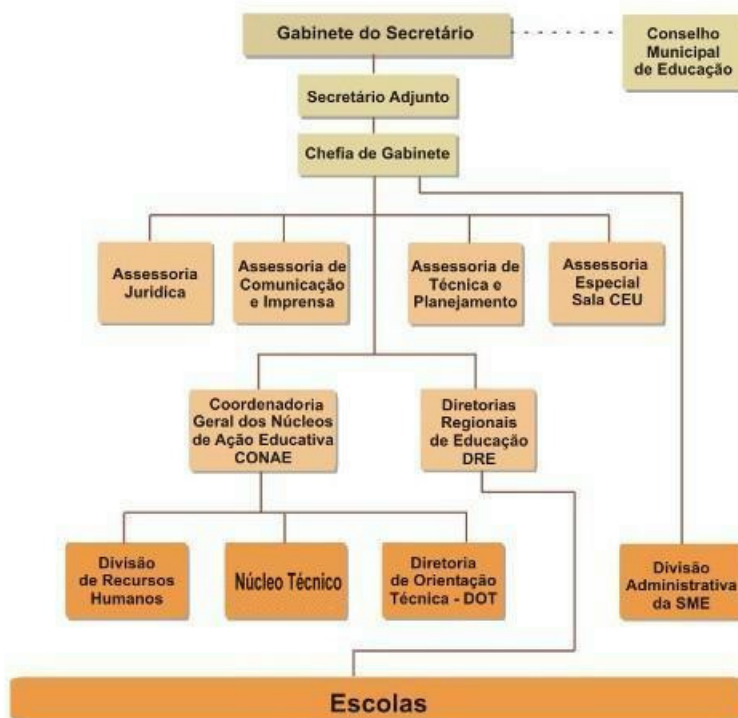 Gabinete do Secretário
Conselho
Municipal
de Educação
Secretário Adjunto
Chefia de Gabinete
Assessoria
Juridica
Assessoria de
Comunicação
e Imprensa
Assessoria de
Técnica e
Planejamento
Assessoria
Especial
Sala CEU
Coordenadoria
Geral dos Núcleos
de Ação Educativa
CONAE
Diretorias
Regionais
de Educação
DRE
Divisão
de Recursos
Humanos
Núcleo Técnico
Diretoria
de Orientação
Técnica - DOT
Divisão
Administrativa
da SME
Escolas